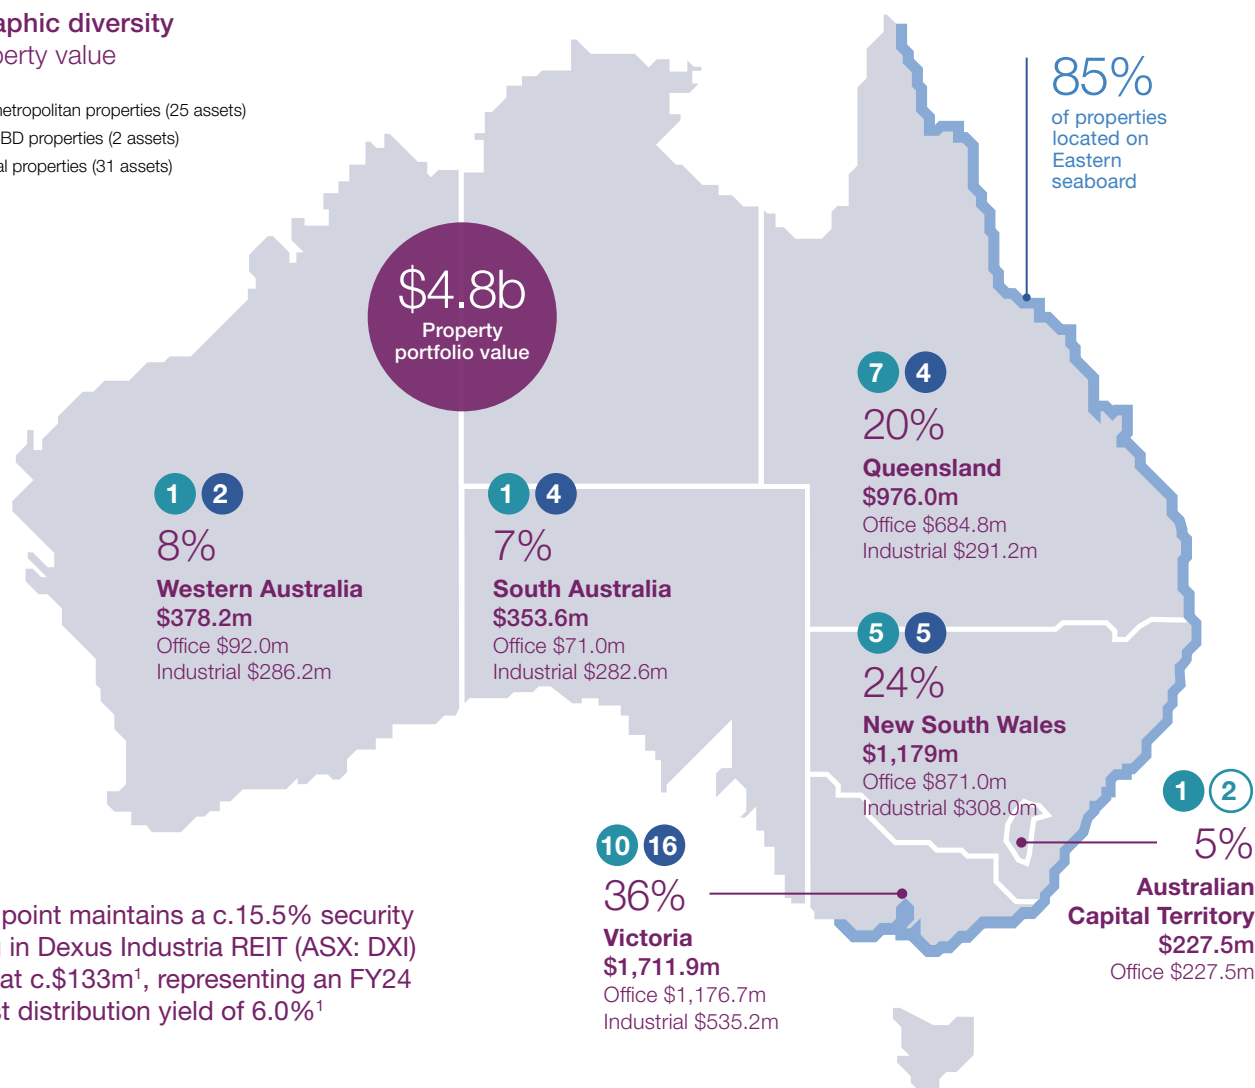 aphic diversity
perty value
netropolitan properties (25 assets)
BD properties (2 assets)
al properties (31 assets)
85%
of properties
located on
Eastern
seaboard
$4.8b
Property
portfolio value
7 4
20%
Queensland
$976.0m
Office $684.8m
Industrial $291.2m
1 2
8%
Western Australia
$378.2m
Office $92.0m
Industrial $286.2m
1 4
7%
South Australia
$353.6m
Office $71.0m
Industrial $282.6m
5 5
24%
New South Wales
$1,179m
Office $871.0m
Industrial $308.0m
1 2
5%
Australian
Capital Territory
$227.5m
Office $227.5m
10 16
36%
Victoria
$1,711.9m
Office $1,176.7m
Industrial $535.2m
point maintains a c.15.5% security
g in Dexus Industria REIT (ASX: DXI)
at c.$133m¹, representing an FY24
st distribution yield of 6.0%¹